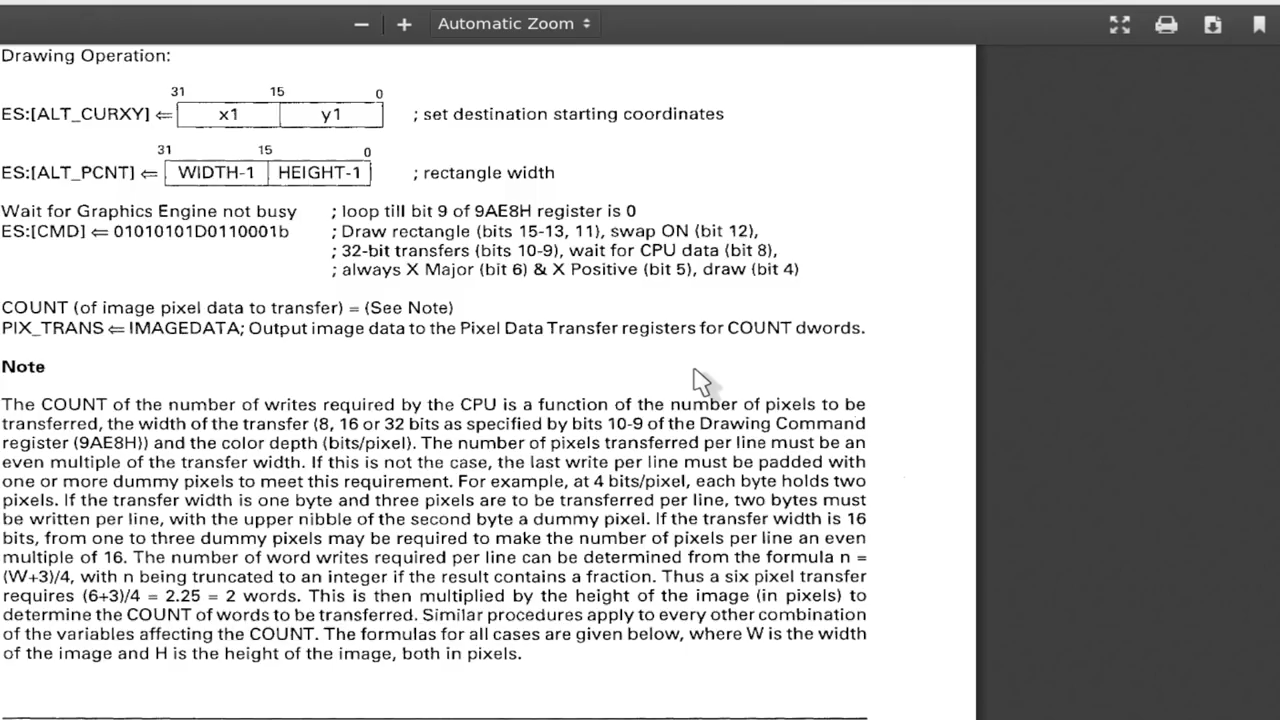 Automatic Zoom
Drawing Operation:
31 15 0
ES:[ALT_CURXY] ⇐ x1 y1 ; set destination starting coordinates
31 15 0
ES:[ALT_PCNT] ⇐ WIDTH-1 HEIGHT-1 ; rectangle width
Wait for Graphics Engine not busy ; loop till bit 9 of 9AE8H register is 0
ES:[CMD] ⇐ 01010101D0110001b ; Draw rectangle (bits 15-13, 11), swap ON (bit 12),
; 32-bit transfers (bits 10-9), wait for CPU data (bit 8),
; always X Major (bit 6) & X Positive (bit 5), draw (bit 4)
COUNT (of image pixel data to transfer) = (See Note)
PIX_TRANS ⇐ IMAGEDATA; Output image data to the Pixel Data Transfer registers for COUNT dwords.
Note
The COUNT of the number of writes required by the CPU is a function of the number of pixels to be
transferred, the width of the transfer (8, 16 or 32 bits as specified by bits 10-9 of the Drawing Command
register (9AE8H)) and the color depth (bits/pixel). The number of pixels transferred per line must be an
even multiple of the transfer width. If this is not the case, the last write per line must be padded with
one or more dummy pixels to meet this requirement. For example, at 4 bits/pixel, each byte holds two
pixels. If the transfer width is one byte and three pixels are to be transferred per line, two bytes must
be written per line, with the upper nibble of the second byte a dummy pixel. If the transfer width is 16
bits, from one to three dummy pixels may be required to make the number of pixels per line an even
multiple of 16. The number of word writes required per line can be determined from the formula n =
(W+3)/4, with n being truncated to an integer if the result contains a fraction. Thus a six pixel transfer
requires (6+3)/4 = 2.25 = 2 words. This is then multiplied by the height of the image (in pixels) to
determine the COUNT of words to be transferred. Similar procedures apply to every other combination
of the variables affecting the COUNT. The formulas for all cases are given below, where W is the width
of the image and H is the height of the image, both in pixels.